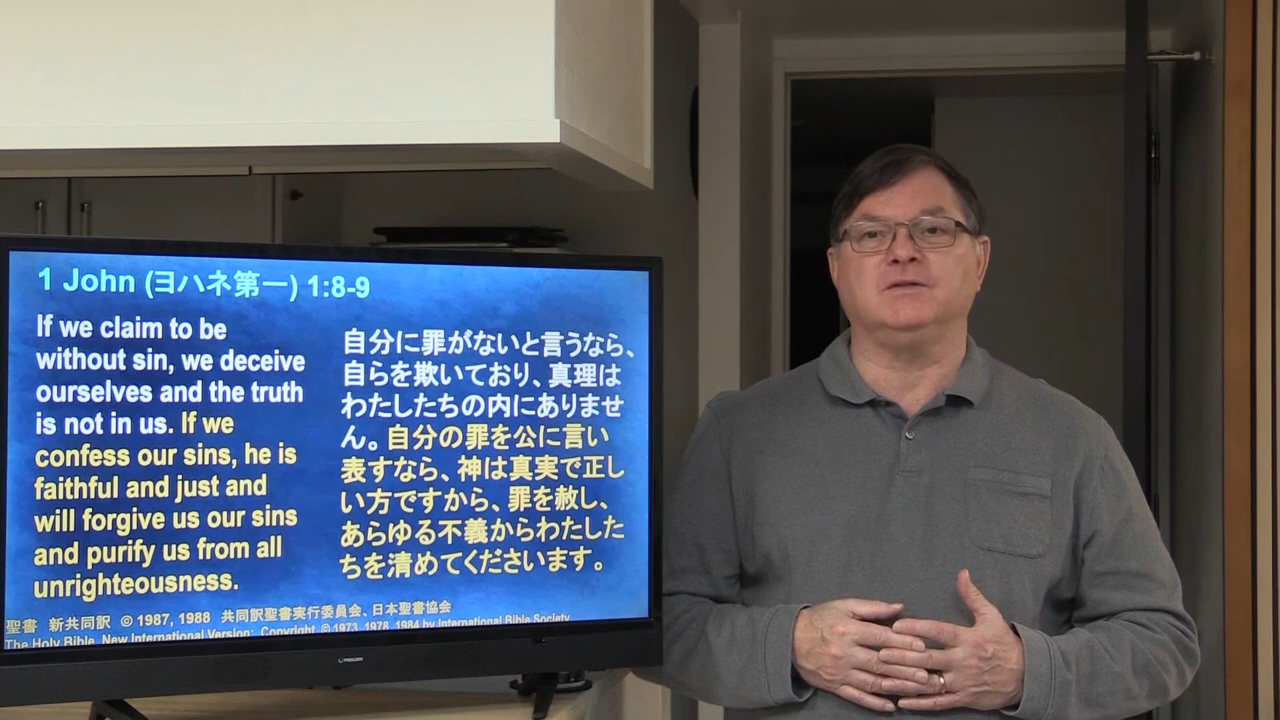 1 John (ヨハネ第一) 1:8-9
If we claim to be
without sin, we deceive
ourselves and the truth
is not in us. If we
confess our sins, he is
faithful and just and
will forgive us our sins
and purify us from all
unrighteousness.
自分に罪がないと言うなら、
自らを欺いており、真理は
わたしたちの内にありませ
ん。自分の罪を公に言い
表すなら、神は真実で正し
い方ですから、罪を赦し、
あらゆる不義からわたした
ちを清めてくださいます。
聖書 新共同訳 © 1987, 1988 共同訳聖書実行委員会、日本聖書協会
The Holy Bible, New International Version; Copyright © 1973, 1978, 1984 by International Bible Society
maxzen